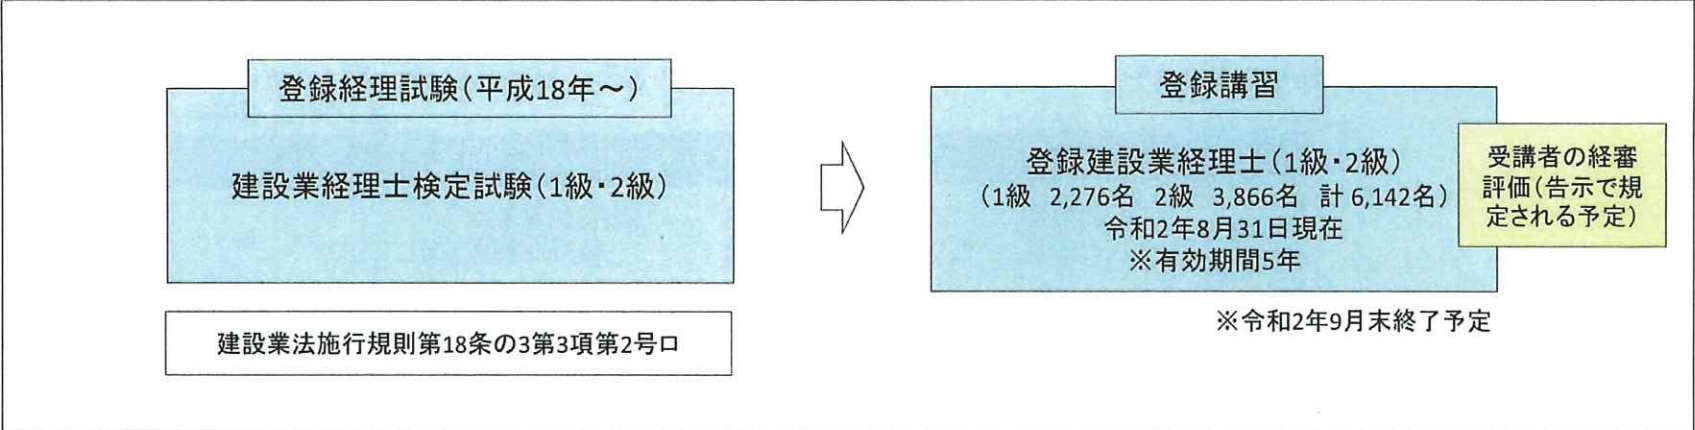 登録経理試験(平成18年～)
建設業経理士検定試験(1級・2級)
建設業法施行規則第18条の3第3項第2号ロ
登録講習
登録建設業経理士(1級・2級)
(1級 2,276名 2級 3,866名 計 6,142名)
令和2年8月31日現在
※有効期間5年
受講者の経審
評価(告示で規
定される予定)
※令和2年9月末終了予定